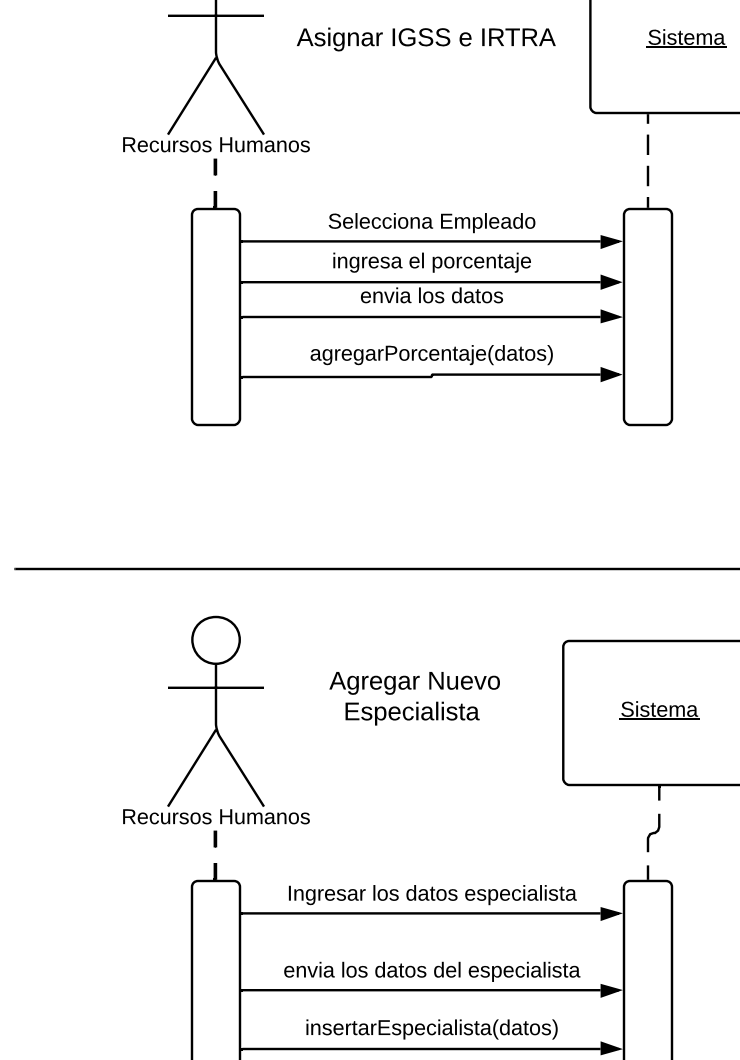 Asignar IGSS e IRTRA
Sistema
Recursos Humanos
Selecciona Empleado
ingresa el porcentaje
envia los datos
agregarPorcentaje(datos)
Agregar Nuevo
Especialista
Sistema
Recursos Humanos
Ingresar los datos especialista
envia los datos del especialista
insertarEspecialista(datos)